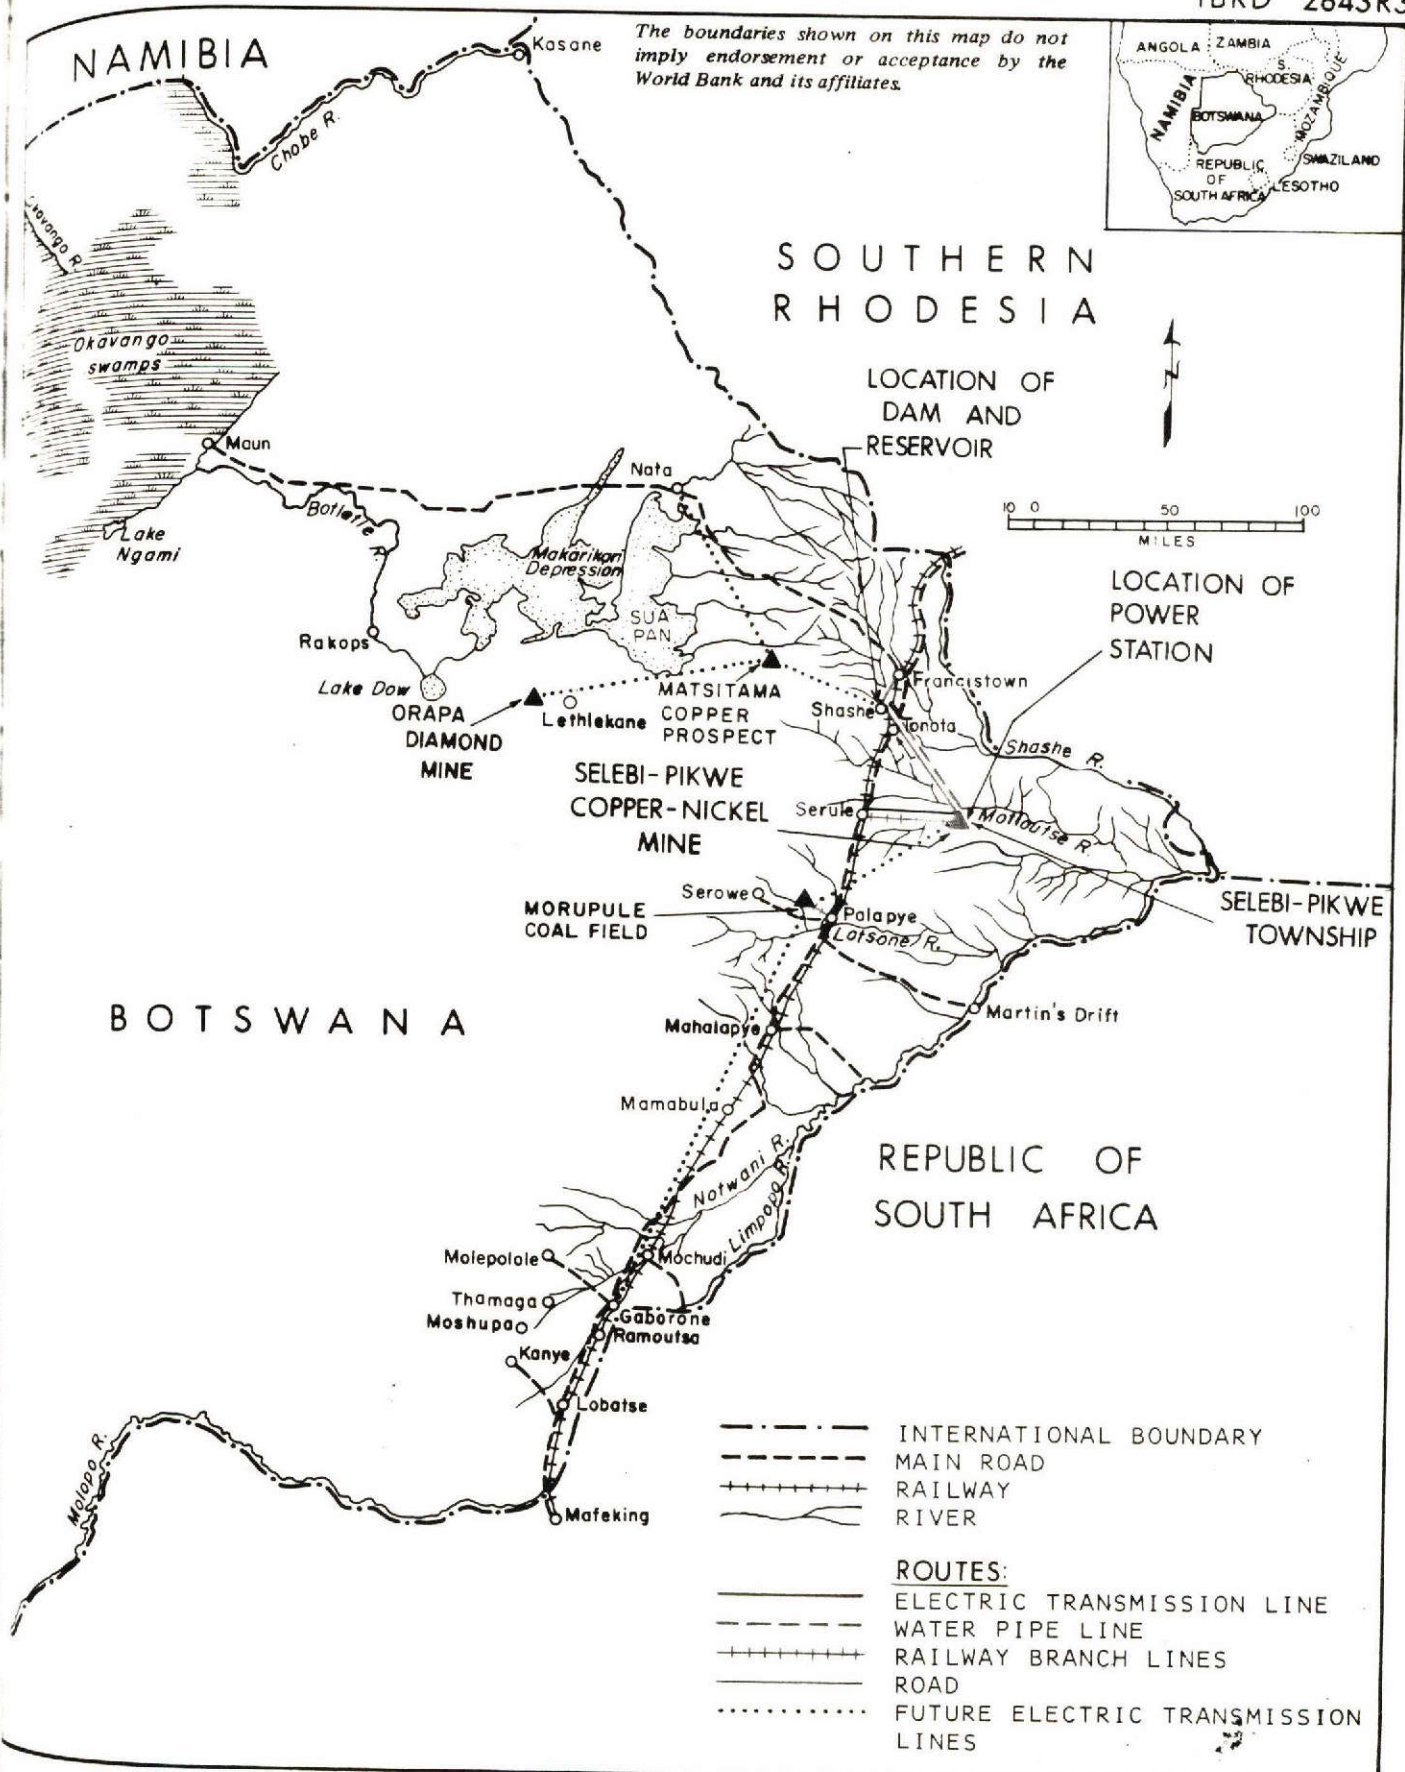 IBRD 2643R3
NAMIBIA
Kasane
The boundaries shown on this map do not
imply endorsement or acceptance by the
World Bank and its affiliates.
ANGOLA
ZAMBIA
S.
RHODESIA
NAMIBIA
BOTSWANA
MOZAMBIQUE
REPUBLIC
OF
SOUTH AFRICA
SWAZILAND
LESOTHO
Chobe R.
Okavango R.
SOUTHERN
RHODESIA
Okavango
swamps
LOCATION OF
DAM AND
RESERVOIR
Maun
Nata
Botletle R.
Lake
Ngami
Makarikari
Depression
10 0 50 100
MILES
LOCATION OF
POWER
STATION
SUA
PAN
Rakops
Lake Dow
ORAPA
DIAMOND
MINE
Lethlekane
MATSITAMA
COPPER
PROSPECT
Francistown
Shashe
Tonota
Shashe R.
SELEBI-PIKWE
COPPER-NICKEL
MINE
Serule
Motloutse R.
Serowe
MORUPULE
COAL FIELD
Palapye
Lotsone R.
SELEBI-PIKWE
TOWNSHIP
BOTSWANA
Mahalapye
Martin's Drift
Mamabula
REPUBLIC OF
SOUTH AFRICA
Notwani R.
Limpopo R.
Molepolole
Mochudi
Thamaga
Moshupa
Gaborone
Ramoutsa
Kanye
Lobatse
Molopo R.
Mafeking
INTERNATIONAL BOUNDARY
MAIN ROAD
RAILWAY
RIVER
ROUTES:
ELECTRIC TRANSMISSION LINE
WATER PIPE LINE
RAILWAY BRANCH LINES
ROAD
FUTURE ELECTRIC TRANSMISSION
LINES